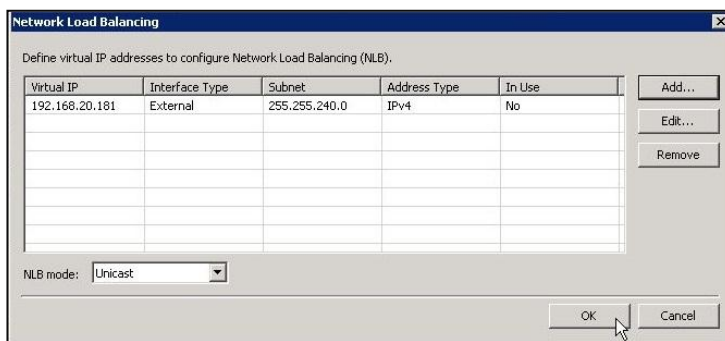 Network Load Balancing
Define virtual IP addresses to configure Network Load Balancing (NLB).
Virtual IP Interface Type Subnet Address Type In Use
192.168.20.181 External 255.255.240.0 IPv4 No
Add...
Edit...
Remove
NLB mode: Unicast
OK Cancel